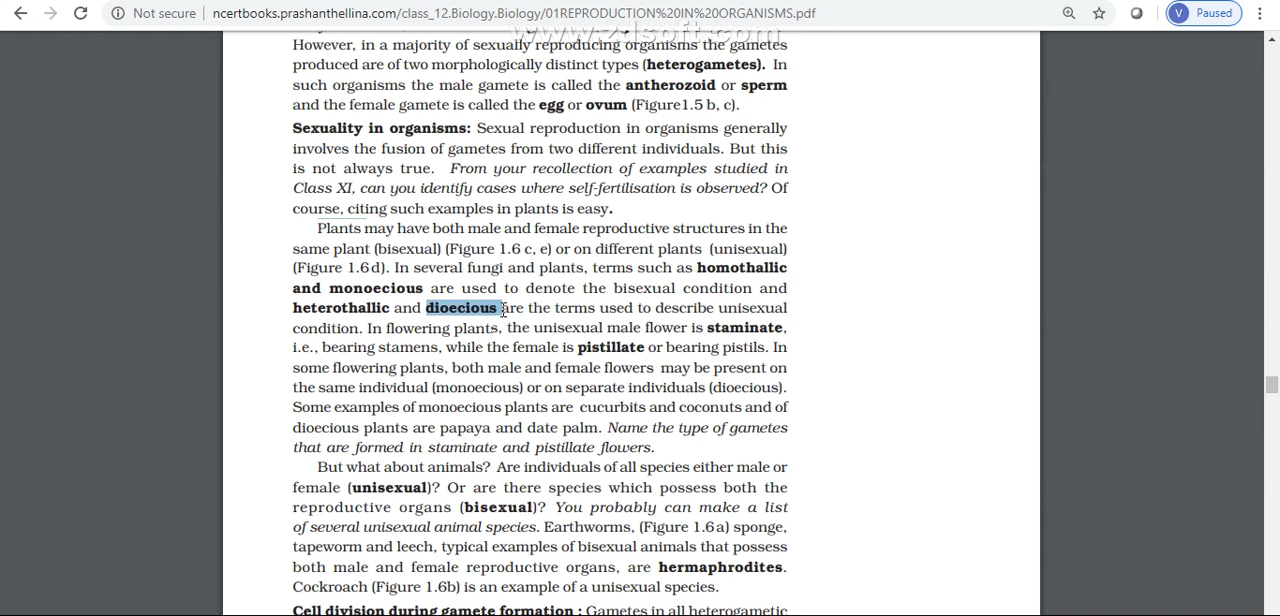 Not secure
ncertbooks.prashanthellina.com/class_12.Biology.Biology/01REPRODUCTION%20IN%20ORGANISMS.pdf
V Paused
www.zdsoft.com
However, in a majority of sexually reproducing organisms the gametes
produced are of two morphologically distinct types (heterogametes). In
such organisms the male gamete is called the antherozoid or sperm
and the female gamete is called the egg or ovum (Figure1.5 b, c).
Sexuality in organisms: Sexual reproduction in organisms generally
involves the fusion of gametes from two different individuals. But this
is not always true. From your recollection of examples studied in
Class XI, can you identify cases where self-fertilisation is observed? Of
course, citing such examples in plants is easy.
Plants may have both male and female reproductive structures in the
same plant (bisexual) (Figure 1.6 c, e) or on different plants (unisexual)
(Figure 1.6d). In several fungi and plants, terms such as homothallic
and monoecious are used to denote the bisexual condition and
heterothallic and dioecious are the terms used to describe unisexual
condition. In flowering plants, the unisexual male flower is staminate,
i.e., bearing stamens, while the female is pistillate or bearing pistils. In
some flowering plants, both male and female flowers may be present on
the same individual (monoecious) or on separate individuals (dioecious).
Some examples of monoecious plants are cucurbits and coconuts and of
dioecious plants are papaya and date palm. Name the type of gametes
that are formed in staminate and pistillate flowers.
But what about animals? Are individuals of all species either male or
female (unisexual)? Or are there species which possess both the
reproductive organs (bisexual)? You probably can make a list
of several unisexual animal species. Earthworms, (Figure 1.6a) sponge,
tapeworm and leech, typical examples of bisexual animals that possess
both male and female reproductive organs, are hermaphrodites.
Cockroach (Figure 1.6b) is an example of a unisexual species.
Cell division during gamete formation : Gametes in all heterogametic